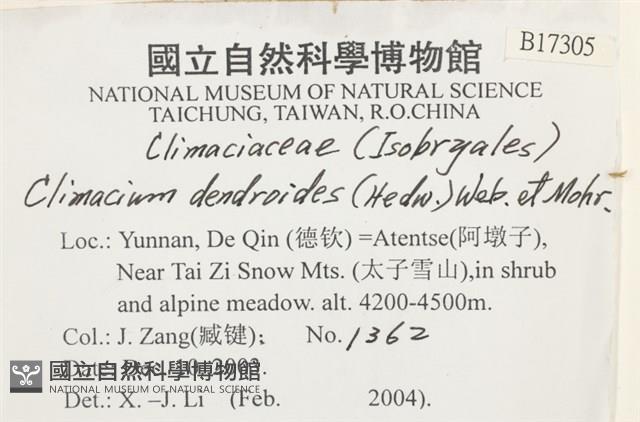 B17305
國立自然科學博物館
NATIONAL MUSEUM OF NATURAL SCIENCE
TAICHUNG, TAIWAN, R.O.CHINA
Climaciaceae (Isobryales)
Climacium dendroides (Hedw.) Web. et Mohr.
Loc.: Yunnan, De Qin (德钦) =Atentse(阿墩子),
Near Tai Zi Snow Mts. (太子雪山),in shrub
and alpine meadow. alt. 4200-4500m.
Col.: J. Zang(臧键); No. 1362
國立自然科學博物館
NATIONAL MUSEUM OF NATURAL SCIENCE
Det.: X. –J. Li (Feb. 2004).